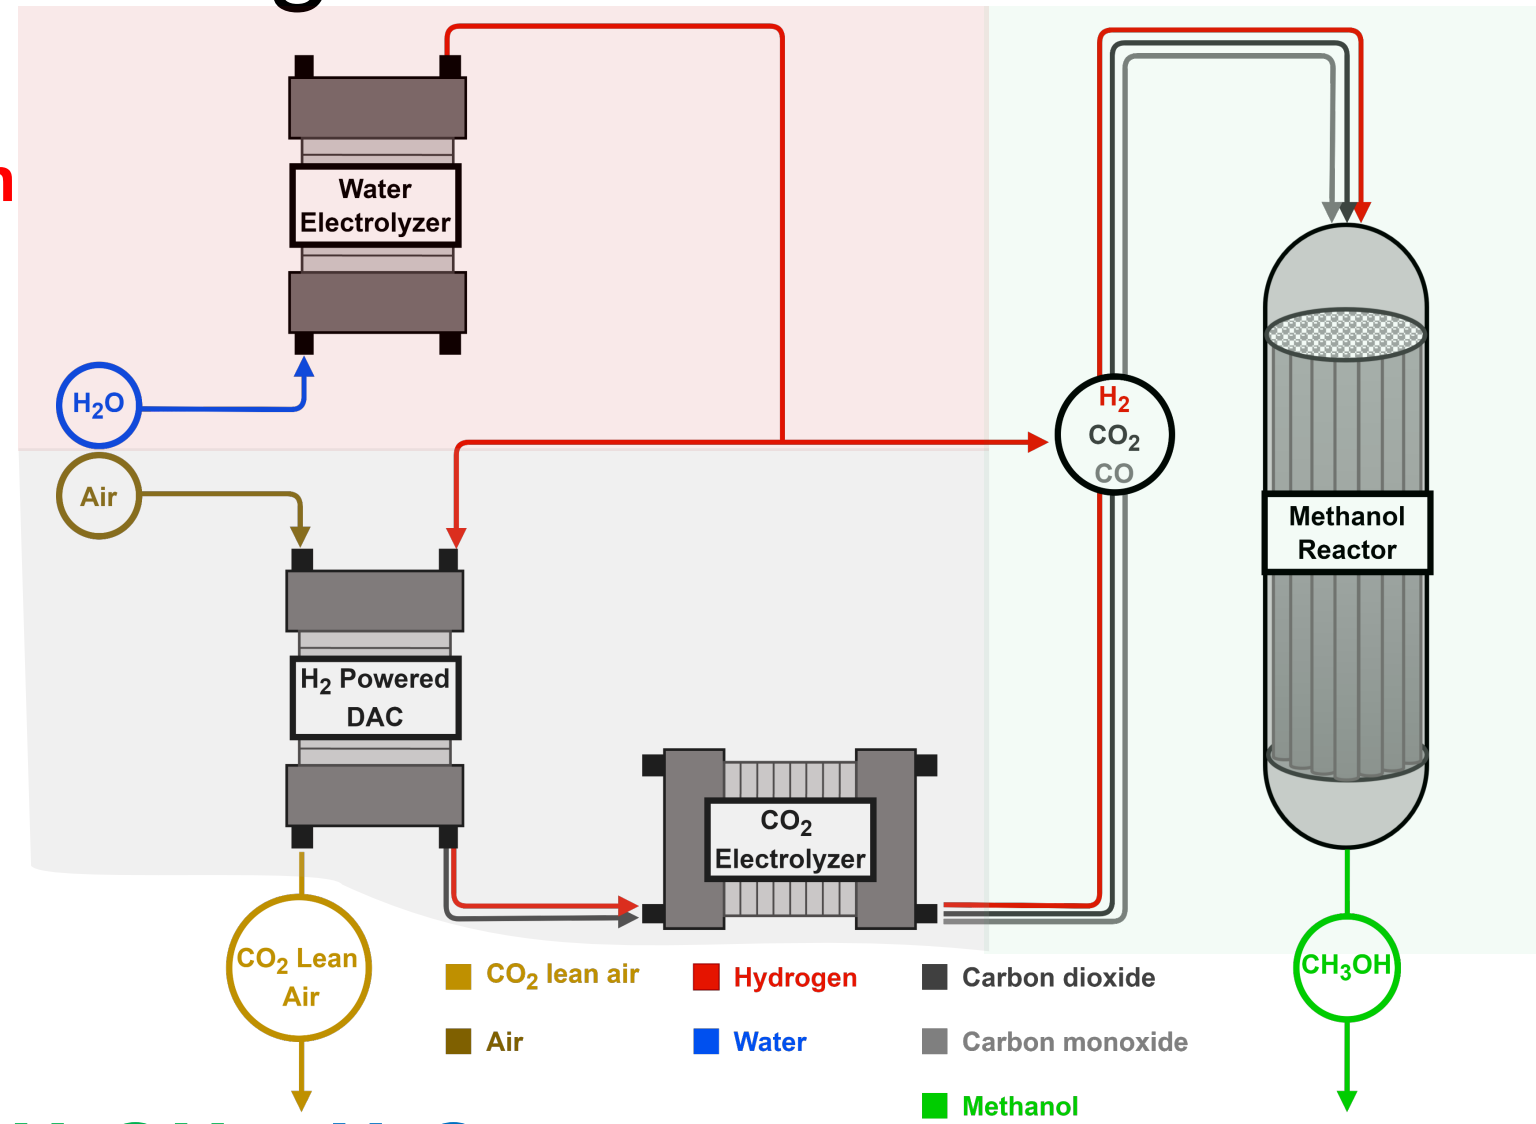 Water
Electrolyzer
H2O
Air
H2
CO2
CO
Methanol
Reactor
H2 Powered
DAC
CO2
Electrolyzer
CO2 Lean
Air
CH3OH
CO2 lean air
Hydrogen
Carbon dioxide
Air
Water
Carbon monoxide
Methanol